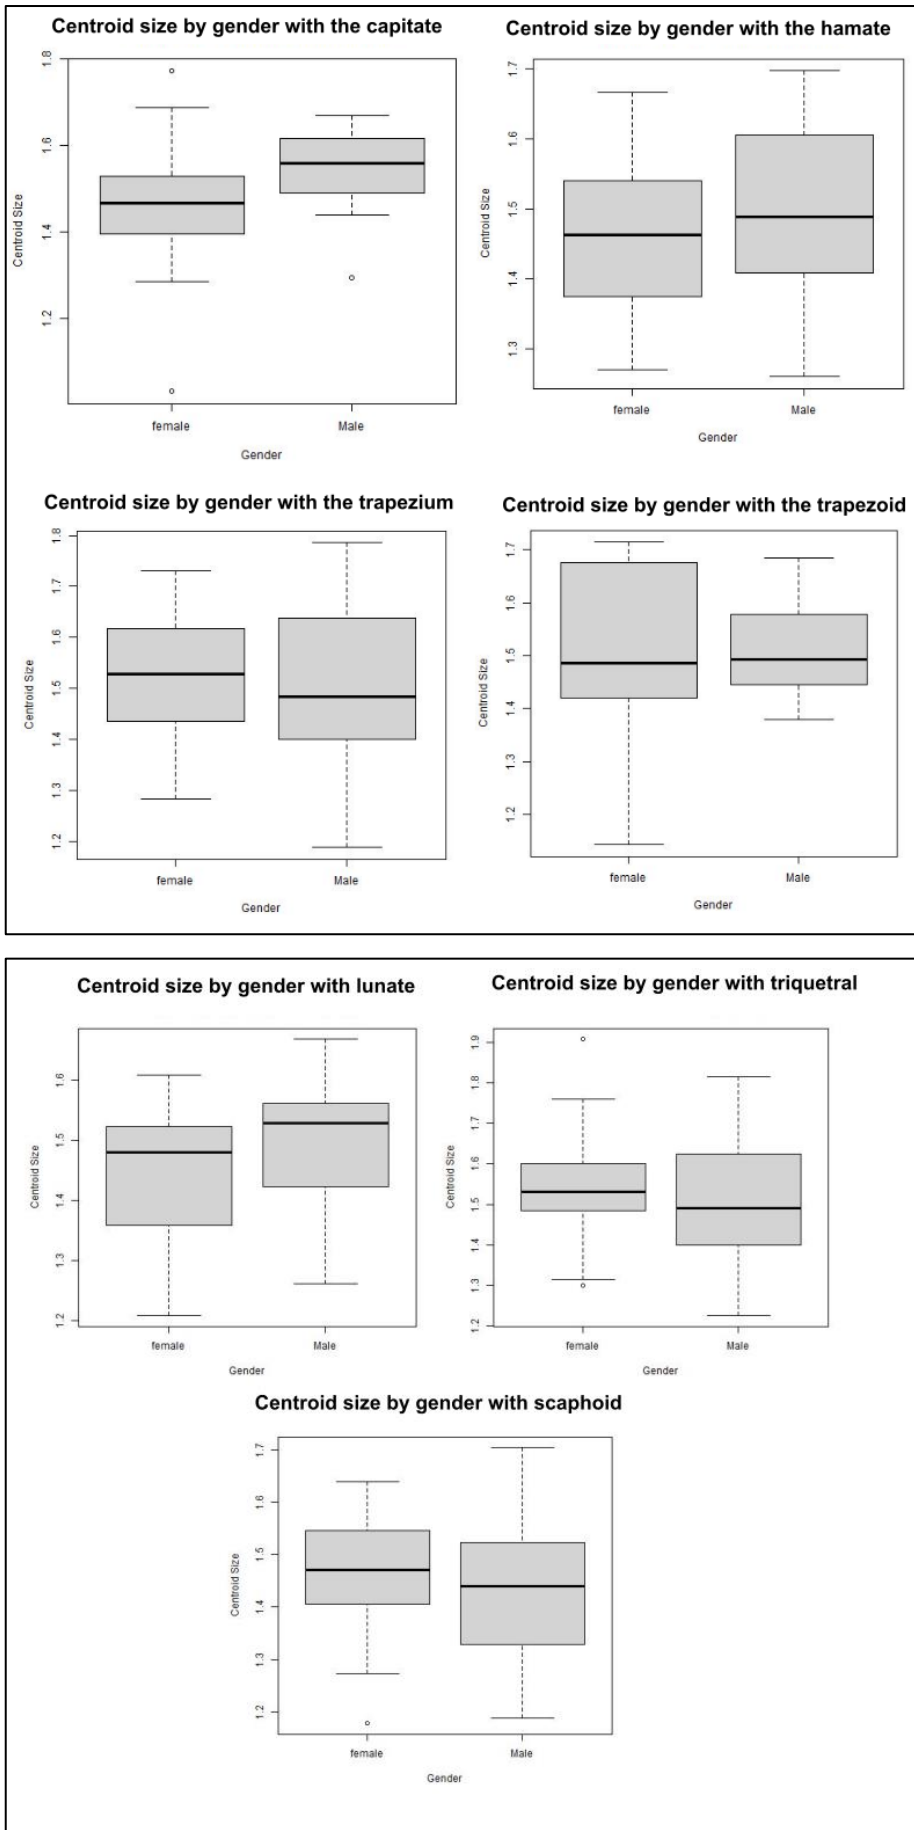 Centroid size by gender with the capitate
1.8
1.6
1.4
1.2
Centroid Size
female
Male
Gender
Centroid size by gender with the hamate
1.7
1.6
1.5
1.4
1.3
Centroid Size
female
Male
Gender
Centroid size by gender with the trapezium
1.8
1.7
1.6
1.5
1.4
1.3
1.2
Centroid Size
female
Male
Gender
Centroid size by gender with the trapezoid
1.7
1.6
1.5
1.4
1.3
1.2
Centroid Size
female
Male
Gender
Centroid size by gender with lunate
1.6
1.5
1.4
1.3
1.2
Centroid Size
female
Male
Gender
Centroid size by gender with triquetral
1.9
1.8
1.7
1.6
1.5
1.4
1.3
1.2
Centroid Size
female
Male
Gender
Centroid size by gender with scaphoid
1.7
1.6
1.5
1.4
1.3
1.2
Centroid Size
female
Male
Gender